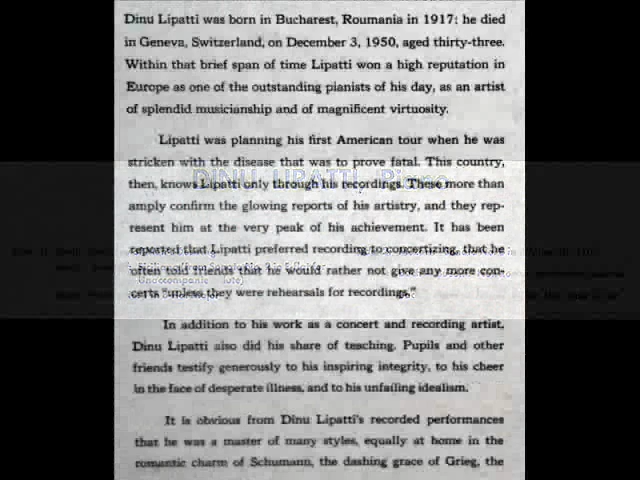 Dinu Lipatti was born in Bucharest, Roumania in 1917; he died
in Geneva, Switzerland, on December 3, 1950, aged thirty-three.
Within that brief span of time Lipatti won a high reputation in
Europe as one of the outstanding pianists of his day, as an artist
of splendid musicianship and of magnificent virtuosity.
Lipatti was planning his first American tour when he was
stricken with the disease that was to prove fatal. This country,
DINU LIPATTI, Piano
then, knows Lipatti only through his recordings. These more than
amply confirm the glowing reports of his artistry, and they rep-
resent him at the very peak of his achievement. It has been
reported that Lipatti preferred recording to concertizing, that he
often told friends that he would rather not give any more con-
certs "unless they were rehearsals for recordings."
In addition to his work as a concert and recording artist,
Dinu Lipatti also did his share of teaching. Pupils and other
friends testify generously to his inspiring integrity, to his cheer
in the face of desperate illness, and to his unfailing idealism.
It is obvious from Dinu Lipatti's recorded performances
that he was a master of many styles, equally at home in the
romantic charm of Schumann, the dashing grace of Grieg, the